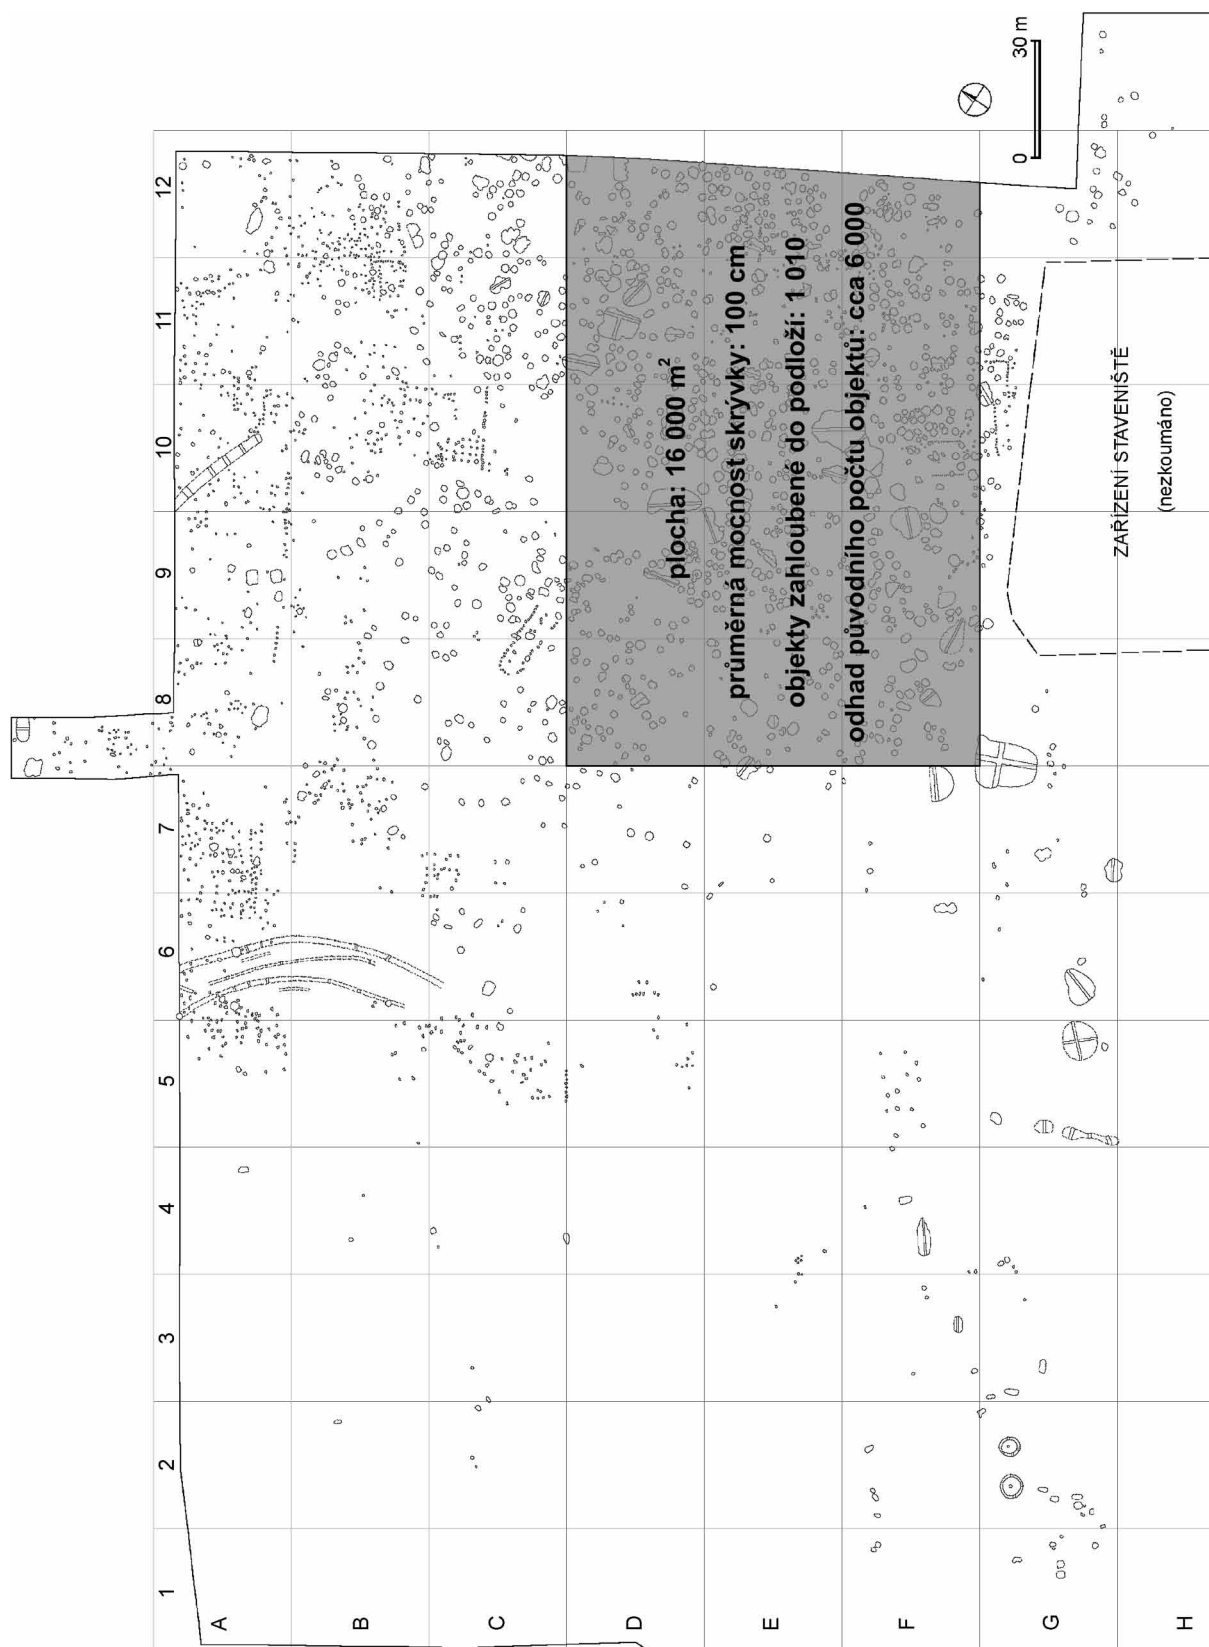 30 m
0
12
11
10
9
8
7
6
5
4
3
2
1
A
B
C
D
E
F
G
H
plocha: 16 000 m²
průměrná mocnost skrývky: 100 cm
objekty zahloubené do podloží: 1 010
odhad původního počtu objektů: cca 6 000
ZAŘÍZENÍ STAVENIŠTĚ
(nezkoumáno)